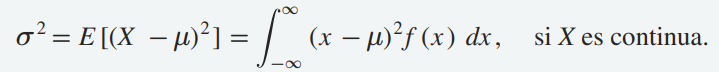 σ² = E[(X − μ)²] = ∫_{−∞}^{∞} (x − μ)² f(x) dx, si X es continua.